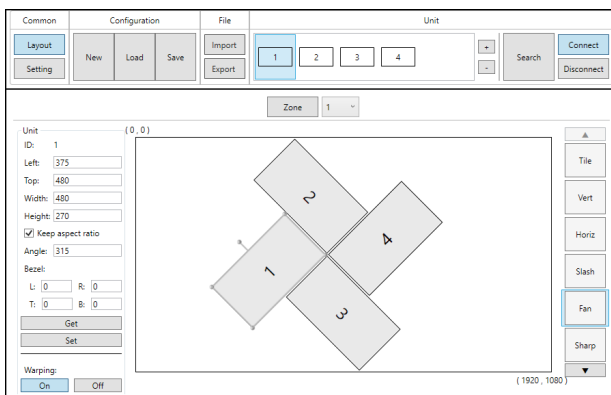 Common Configuration File Unit
Layout New Load Save Import 1 2 3 4 + Search Connect
Setting Export - Disconnect
Zone 1
Unit (0,0)
ID: 1
Left: 375 Tile
Top: 480
Width: 480 Vert
Height: 270
Keep aspect ratio Horiz
Angle: 315
Bezel: Slash
L: 0 R: 0
T: 0 B: 0 Fan
Get
Set Sharp
Warping:
On Off
2
4
1
3
(1920, 1080)